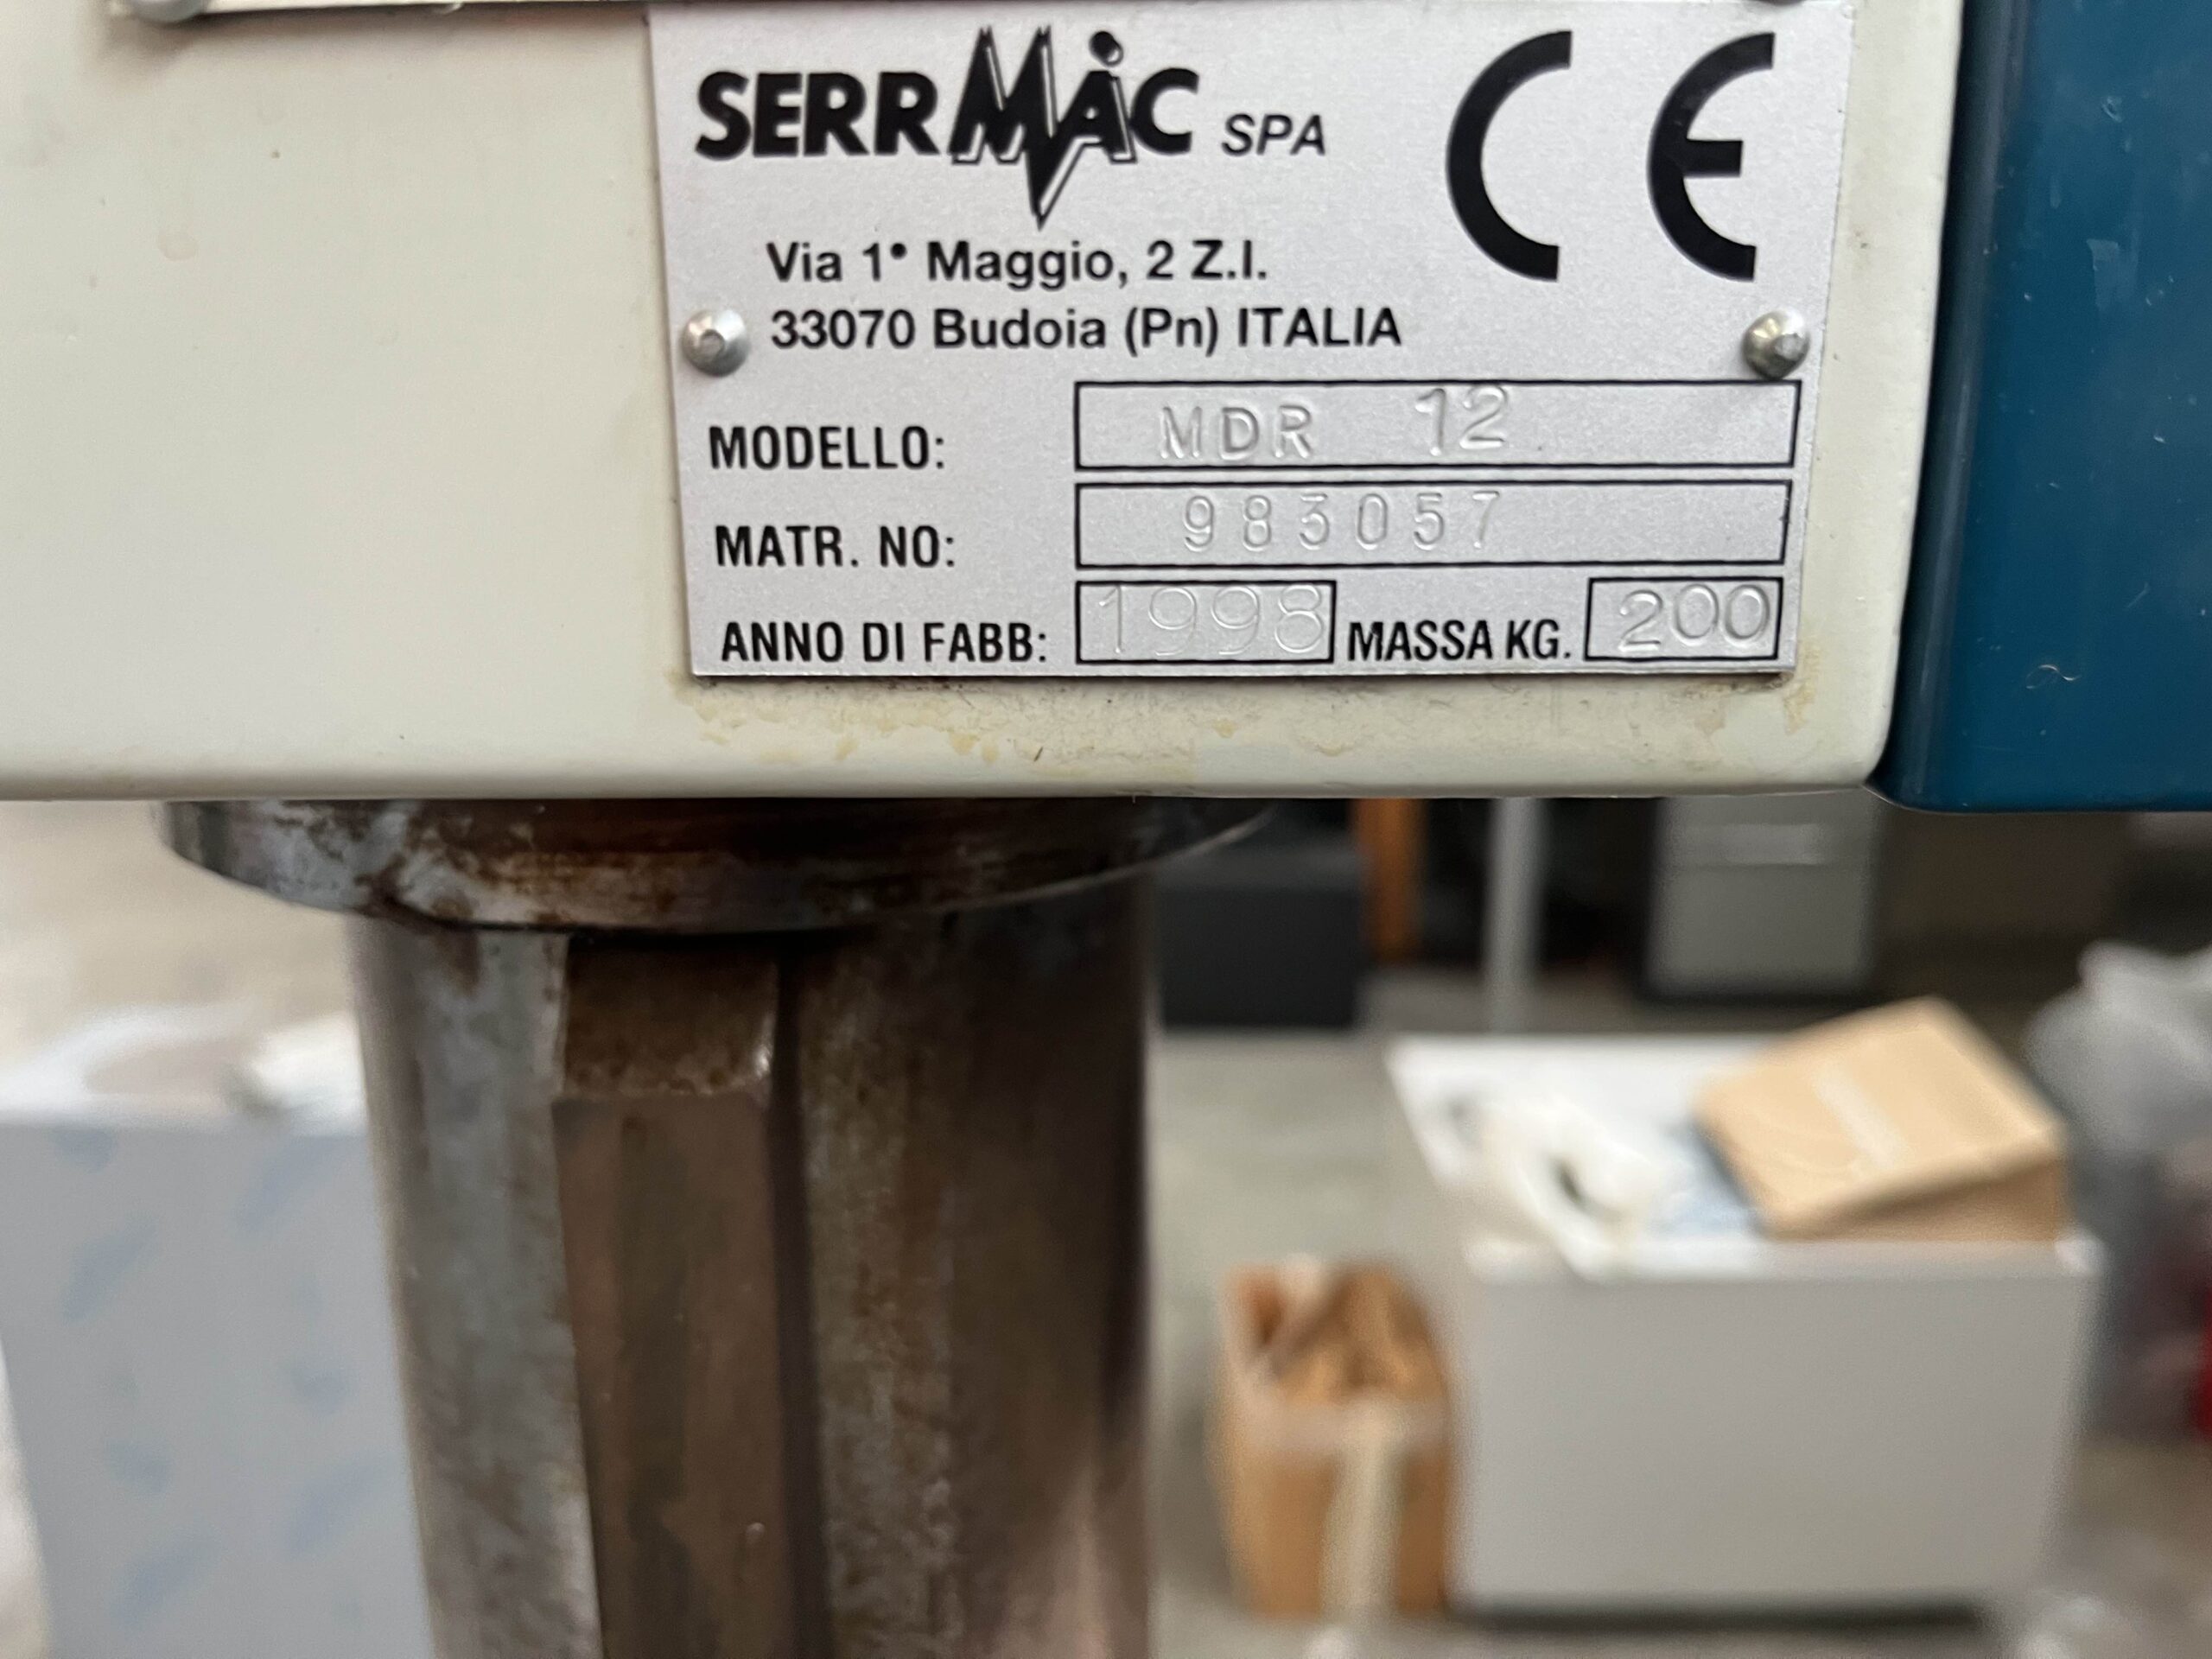 SERRMAC SPA
CE
Via 1° Maggio, 2 Z.I.
33070 Budoia (Pn) ITALIA
MODELLO: MDR 12
MATR. NO: 983057
ANNO DI FABB: 1998 MASSA KG. 200